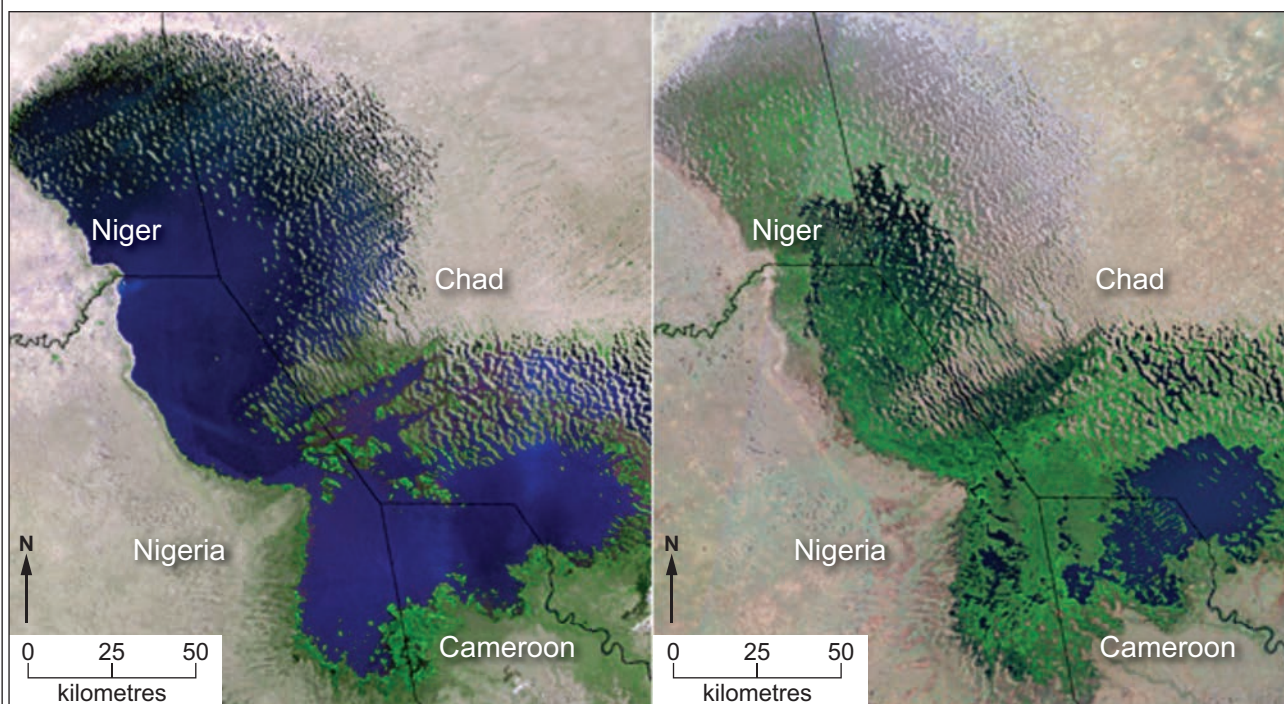 Niger
Chad
Nigeria
Cameroon
N
0 25 50
kilometres
Niger
Chad
Nigeria
Cameroon
N
0 25 50
kilometres